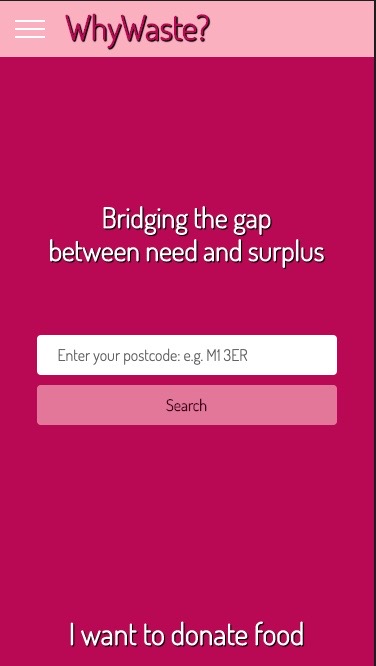 WhyWaste?
Bridging the gap
between need and surplus
Enter your postcode: e.g. M1 3ER
Search
I want to donate food